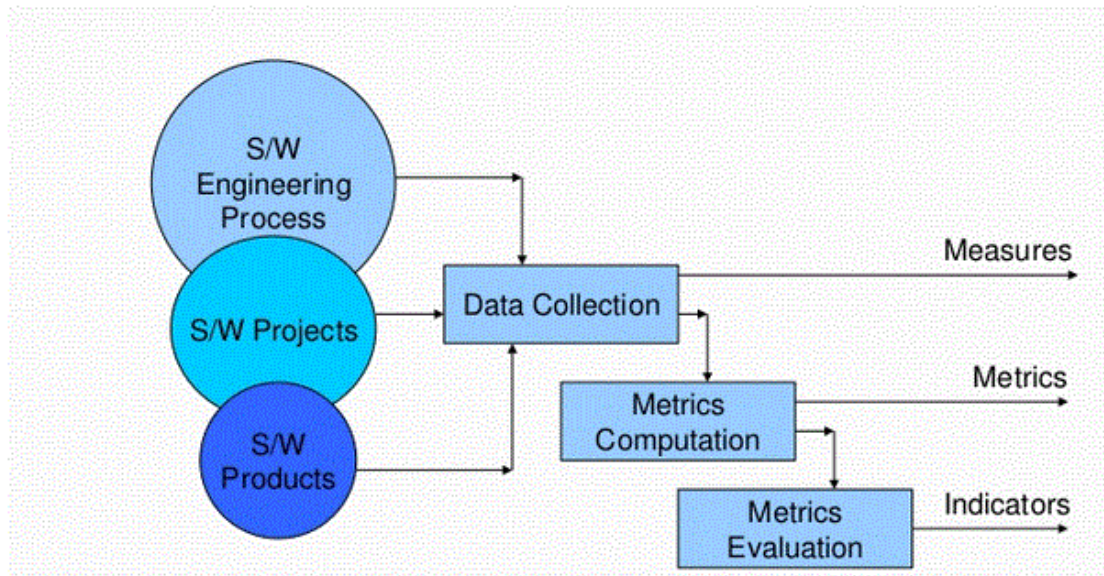 S/W
Engineering
Process
S/W Projects
S/W
Products
Data Collection
Measures
Metrics
Computation
Metrics
Metrics
Evaluation
Indicators